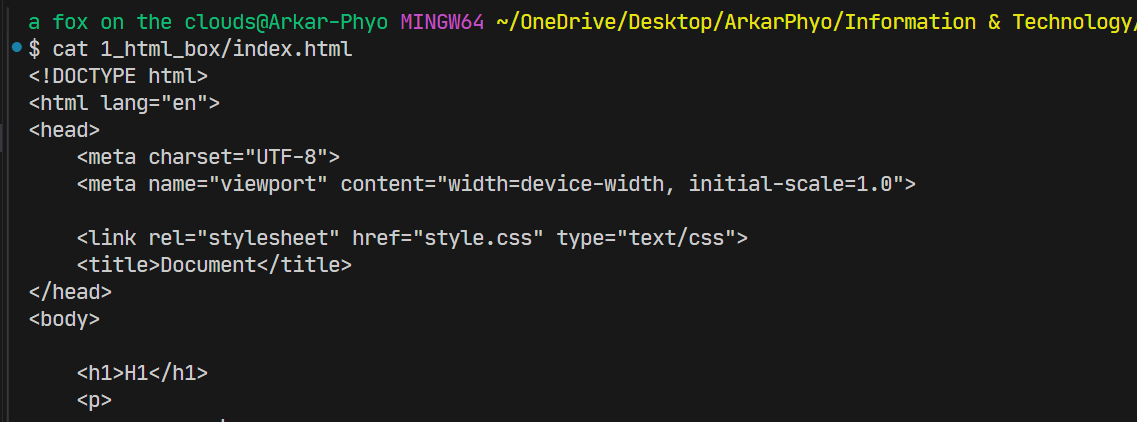 a fox on the clouds@Arkar-Phyo MINGW64 ~/OneDrive/Desktop/ArkarPhyo/Information & Technology/
$ cat 1_html_box/index.html
<!DOCTYPE html>
<html lang="en">
<head>
    <meta charset="UTF-8">
    <meta name="viewport" content="width=device-width, initial-scale=1.0">

    <link rel="stylesheet" href="style.css" type="text/css">
    <title>Document</title>
</head>
<body>

    <h1>H1</h1>
    <p>